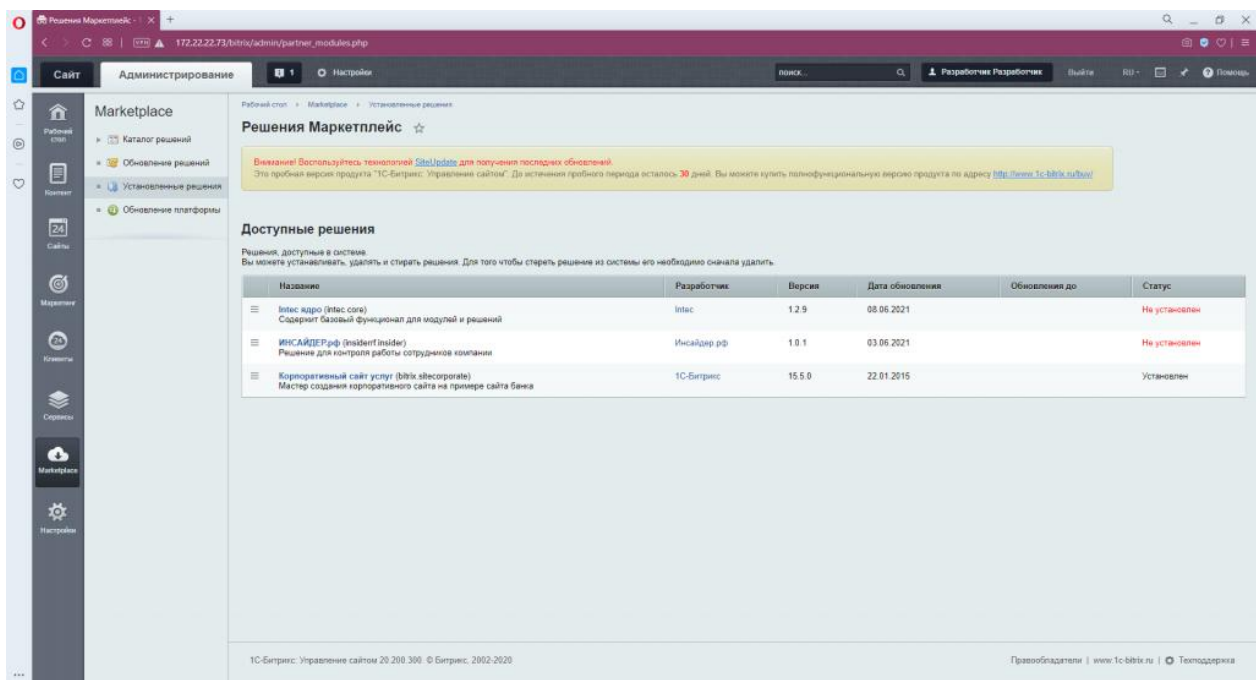 Решения Маркетплейс -
172.22.22.73/bitrix/admin/partner_modules.php
VPN
Сайт
Администрирование
1
Настройки
поиск...
Разработчик Разработчик
Выйти
RU
Помощь
Рабочий стол
Контент
24
Сайты
Маркетинг
24
Клиенты
Сервисы
Marketplace
Настройки
Marketplace
Каталог решений
Обновление решений
Установленные решения
Обновление платформы
Рабочий стол
Marketplace
Установленные решения
Решения Маркетплейс
Внимание! Воспользуйтесь технологией SiteUpdate для получения последних обновлений.
Это пробная версия продукта "1С-Битрикс: Управление сайтом". До истечения пробного периода осталось 30 дней. Вы можете купить полнофункциональную версию продукта по адресу http://www.1c-bitrix.ru/buy/
Доступные решения
Решения, доступные в системе.
Вы можете устанавливать, удалять и стирать решения. Для того чтобы стереть решение из системы его необходимо сначала удалить.
Название Разработчик Версия Дата обновления Обновления до Статус
Intec ядро (intec.core) Intec 1.2.9 08.06.2021 Не установлен
Содержит базовый функционал для модулей и решений
ИНСАЙДЕР.рф (insiderrf.insider) Инсайдер.рф 1.0.1 03.06.2021 Не установлен
Решение для контроля работы сотрудников компании
Корпоративный сайт услуг (bitrix.sitecorporate) 1С-Битрикс 15.5.0 22.01.2015 Установлен
Мастер создания корпоративного сайта на примере сайта банка
1С-Битрикс: Управление сайтом 20.200.300. © Битрикс, 2002-2020
Правообладатели | www.1c-bitrix.ru | Техподдержка